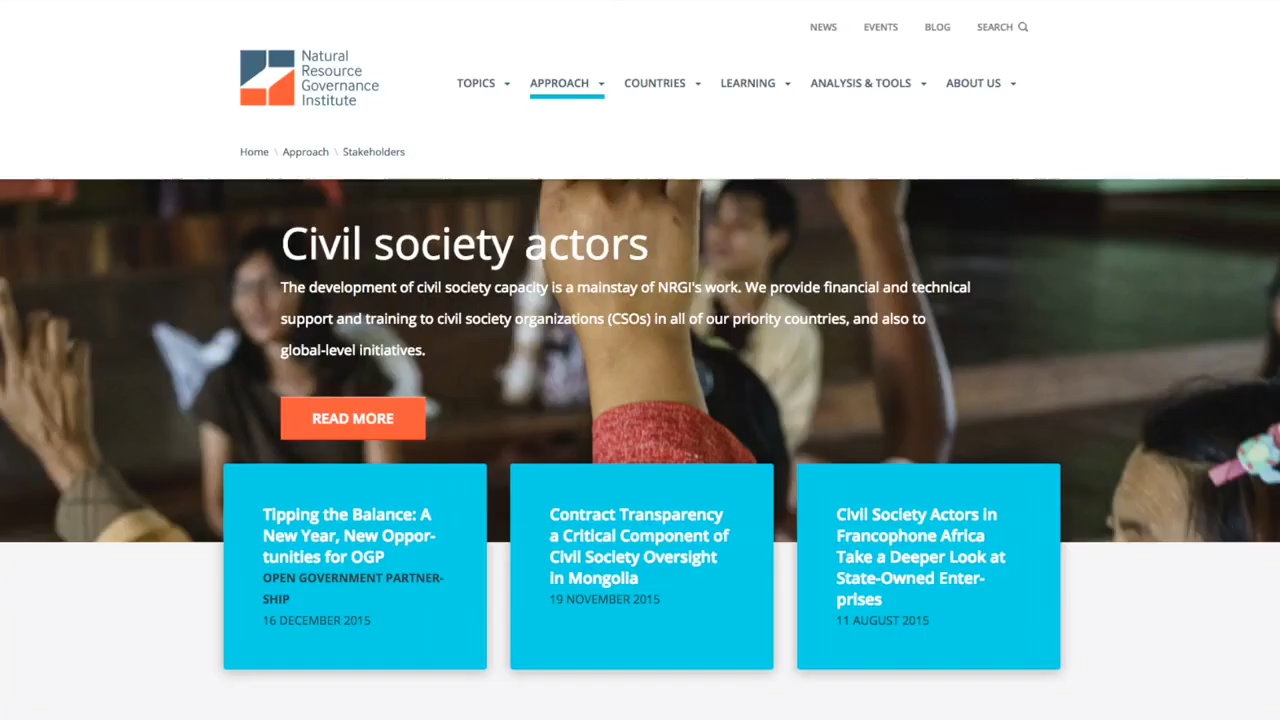 NEWS EVENTS BLOG SEARCH
Natural
Resource
Governance
Institute
TOPICS APPROACH COUNTRIES LEARNING ANALYSIS & TOOLS ABOUT US
Home \ Approach \ Stakeholders
Civil society actors
The development of civil society capacity is a mainstay of NRGI's work. We provide financial and technical
support and training to civil society organizations (CSOs) in all of our priority countries, and also to
global-level initiatives.
READ MORE
Tipping the Balance: A
New Year, New Oppor-
tunities for OGP
OPEN GOVERNMENT PARTNER-
SHIP
16 DECEMBER 2015
Contract Transparency
a Critical Component of
Civil Society Oversight
in Mongolia
19 NOVEMBER 2015
Civil Society Actors in
Francophone Africa
Take a Deeper Look at
State-Owned Enter-
prises
11 AUGUST 2015